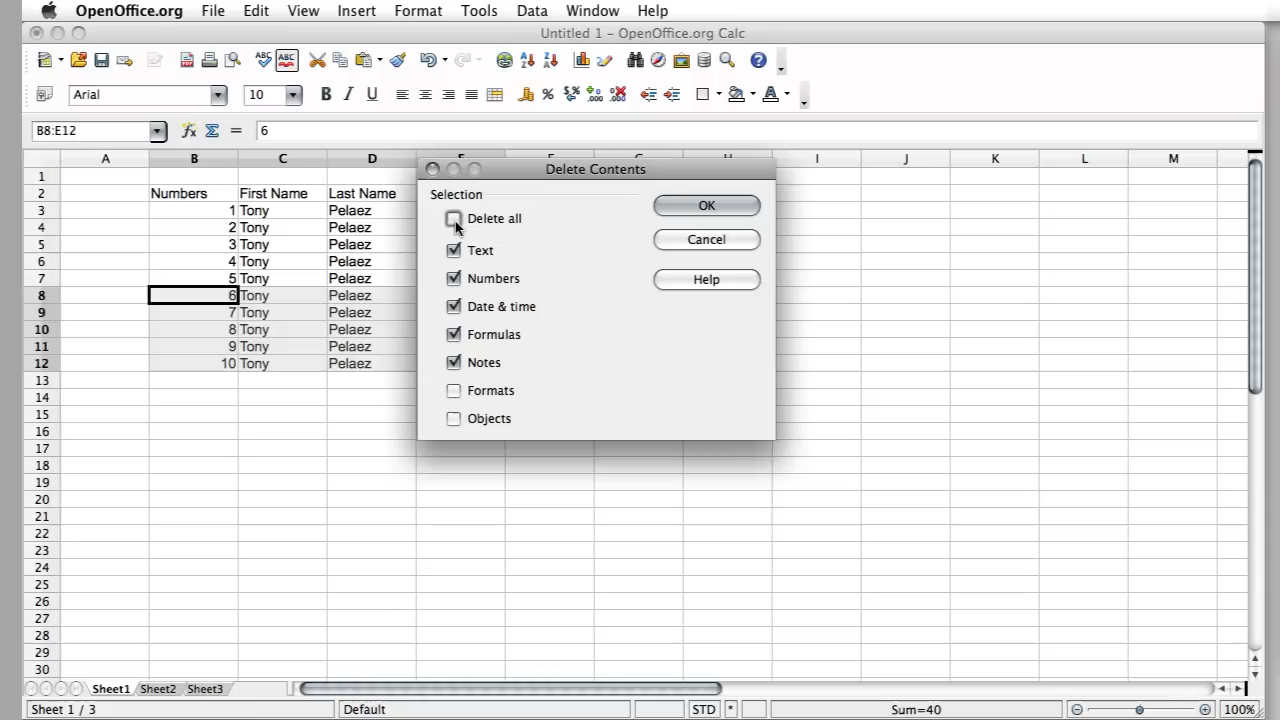 OpenOffice.org File Edit View Insert Format Tools Data Window Help
Untitled 1 – OpenOffice.org Calc
Arial 10
B8:E12 = 6
A B C D I J K L M
1
2 Numbers First Name Last Name
3 1 Tony Pelaez
4 2 Tony Pelaez
5 3 Tony Pelaez
6 4 Tony Pelaez
7 5 Tony Pelaez
8 6 Tony Pelaez
9 7 Tony Pelaez
10 8 Tony Pelaez
11 9 Tony Pelaez
12 10 Tony Pelaez
13
14
15
16
17
18
19
20
21
22
23
24
25
26
27
28
29
30
Delete Contents
Selection
Delete all
Text
Numbers
Date & time
Formulas
Notes
Formats
Objects
OK
Cancel
Help
Sheet1 Sheet2 Sheet3
Sheet 1 / 3 Default STD * Sum=40 100%